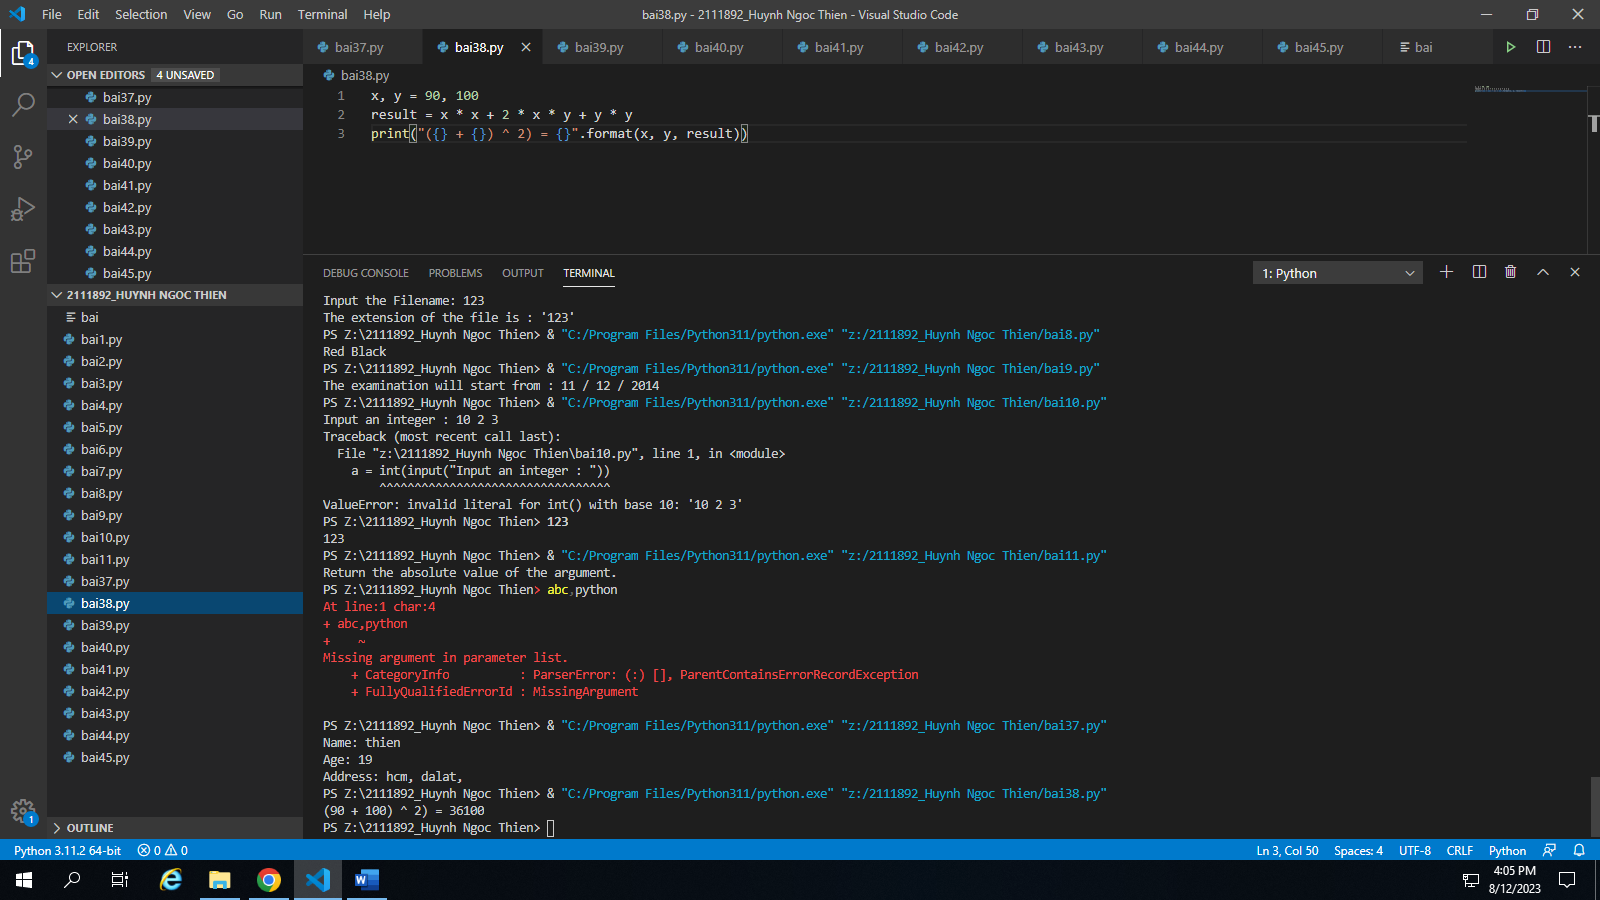 File Edit Selection View Go Run Terminal Help
bai38.py - 2111892_Huynh Ngoc Thien - Visual Studio Code
EXPLORER
OPEN EDITORS 4 UNSAVED
bai37.py
bai38.py
bai39.py
bai40.py
bai41.py
bai42.py
bai43.py
bai44.py
bai45.py
2111892_HUYNH NGOC THIEN
bai
bai1.py
bai2.py
bai3.py
bai4.py
bai5.py
bai6.py
bai7.py
bai8.py
bai9.py
bai10.py
bai11.py
bai37.py
bai38.py
bai39.py
bai40.py
bai41.py
bai42.py
bai43.py
bai44.py
bai45.py
OUTLINE
4
1
bai37.py bai38.py bai39.py bai40.py bai41.py bai42.py bai43.py bai44.py bai45.py bai
bai38.py
1 x, y = 90, 100
2 result = x * x + 2 * x * y + y * y
3 print("({} + {}) ^ 2) = {}".format(x, y, result))
DEBUG CONSOLE PROBLEMS OUTPUT TERMINAL
1: Python
Input the Filename: 123
The extension of the file is : '123'
PS Z:\2111892_Huynh Ngoc Thien> & "C:/Program Files/Python311/python.exe" "z:/2111892_Huynh Ngoc Thien/bai8.py"
Red Black
PS Z:\2111892_Huynh Ngoc Thien> & "C:/Program Files/Python311/python.exe" "z:/2111892_Huynh Ngoc Thien/bai9.py"
The examination will start from : 11 / 12 / 2014
PS Z:\2111892_Huynh Ngoc Thien> & "C:/Program Files/Python311/python.exe" "z:/2111892_Huynh Ngoc Thien/bai10.py"
Input an integer : 10 2 3
Traceback (most recent call last):
File "z:\2111892_Huynh Ngoc Thien\bai10.py", line 1, in <module>
a = int(input("Input an integer : "))
^^^^^^^^^^^^^^^^^^^^^^^^^^^^^^^^^
ValueError: invalid literal for int() with base 10: '10 2 3'
PS Z:\2111892_Huynh Ngoc Thien> 123
123
PS Z:\2111892_Huynh Ngoc Thien> & "C:/Program Files/Python311/python.exe" "z:/2111892_Huynh Ngoc Thien/bai11.py"
Return the absolute value of the argument.
PS Z:\2111892_Huynh Ngoc Thien> abc,python
At line:1 char:4
+ abc,python
+    ~
Missing argument in parameter list.
+ CategoryInfo          : ParserError: (:) [], ParentContainsErrorRecordException
+ FullyQualifiedErrorId : MissingArgument
PS Z:\2111892_Huynh Ngoc Thien> & "C:/Program Files/Python311/python.exe" "z:/2111892_Huynh Ngoc Thien/bai37.py"
Name: thien
Age: 19
Address: hcm, dalat,
PS Z:\2111892_Huynh Ngoc Thien> & "C:/Program Files/Python311/python.exe" "z:/2111892_Huynh Ngoc Thien/bai38.py"
(90 + 100) ^ 2) = 36100
PS Z:\2111892_Huynh Ngoc Thien>
Python 3.11.2 64-bit 0 0 Ln 3, Col 50 Spaces: 4 UTF-8 CRLF Python
4:05 PM
8/12/2023